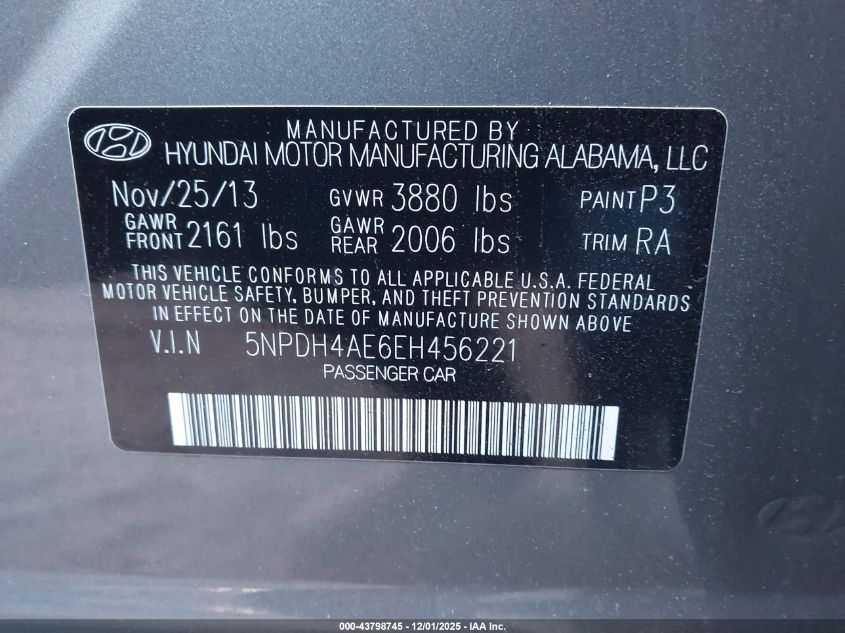 MANUFACTURED BY
HYUNDAI MOTOR MANUFACTURING ALABAMA, LLC
Nov/25/13 GVWR 3880 lbs PAINT P3
GAWR FRONT 2161 lbs GAWR REAR 2006 lbs TRIM RA
THIS VEHICLE CONFORMS TO ALL APPLICABLE U.S.A. FEDERAL
MOTOR VEHICLE SAFETY, BUMPER, AND THEFT PREVENTION STANDARDS
IN EFFECT ON THE DATE OF MANUFACTURE SHOWN ABOVE
V.I.N 5NPDH4AE6EH456221
PASSENGER CAR
000-43798745 - 12/01/2025 - IAA Inc.